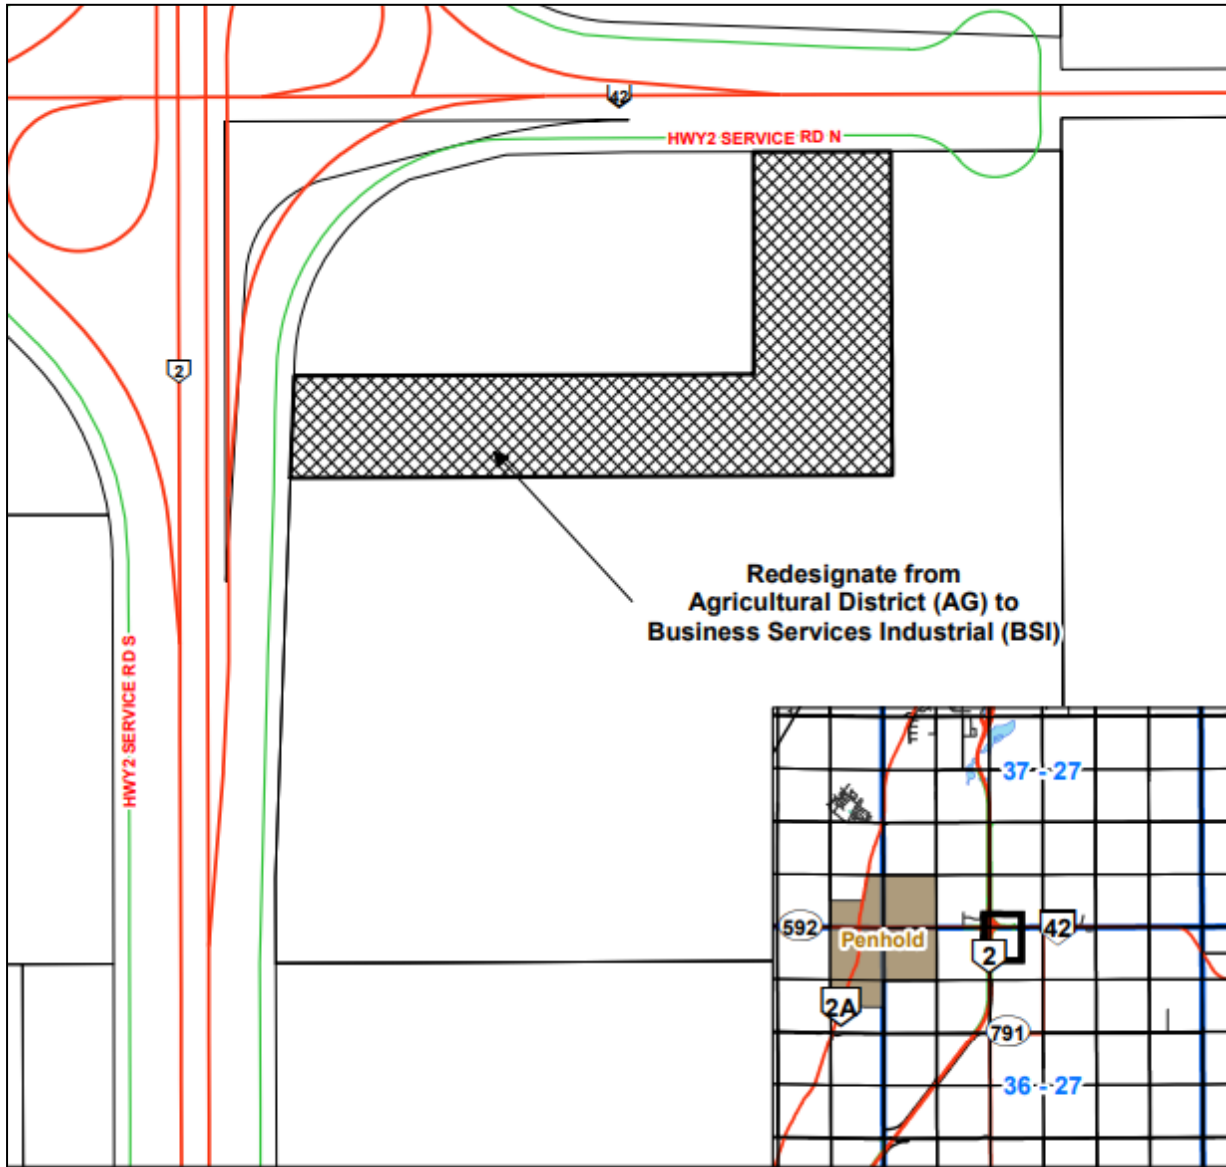 42
HWY2 SERVICE RD N
2
Redesignate from
Agricultural District (AG) to
Business Services Industrial (BSI)
HWY2 SERVICE RD S
37 - 27
592
Penhold
42
2
2A
791
36 - 27